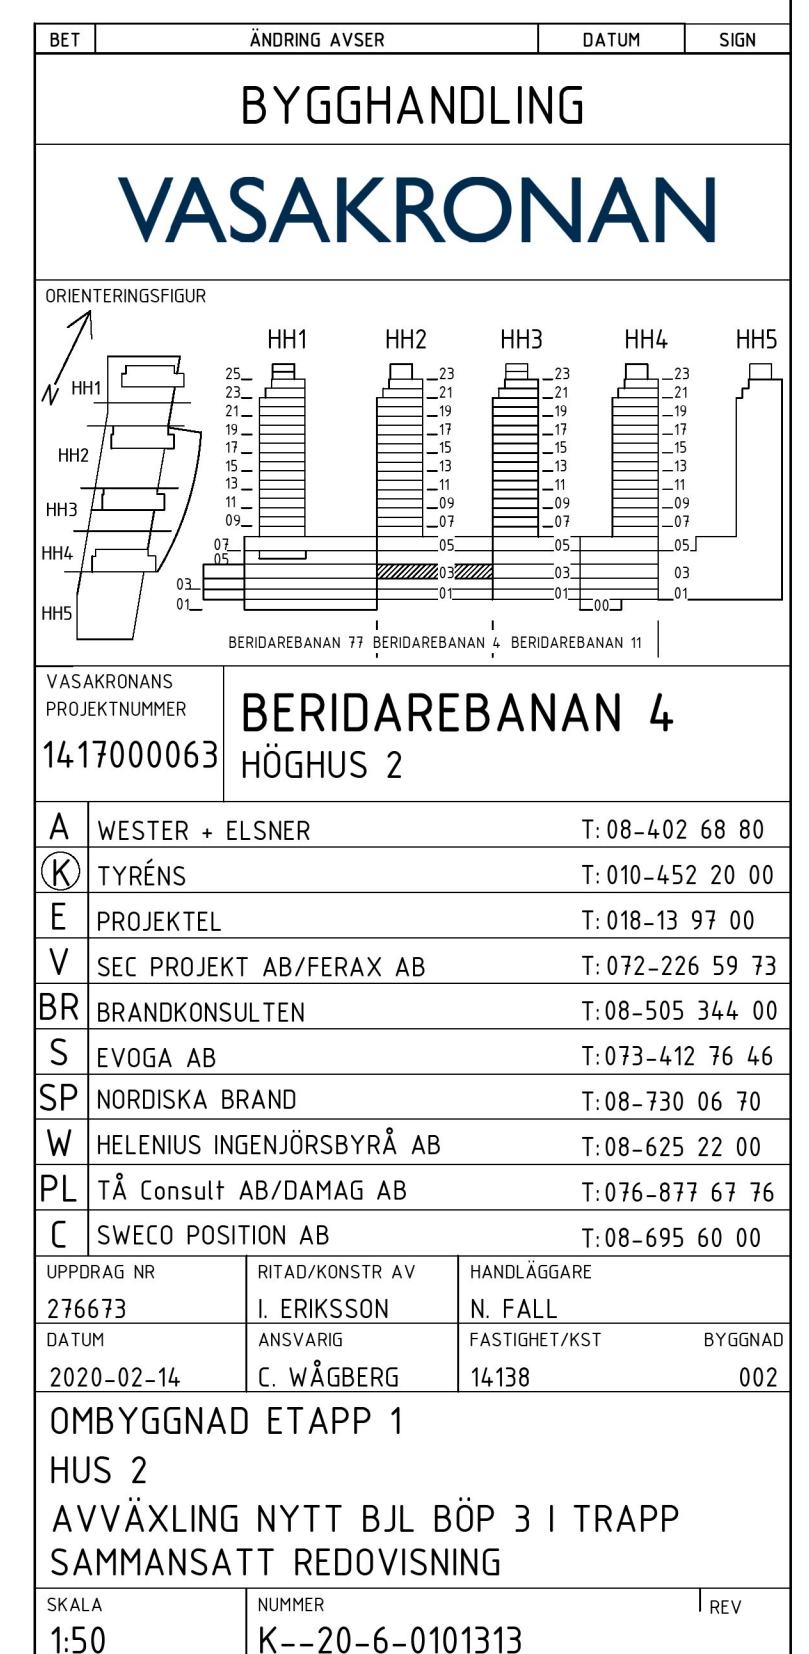 BET ÄNDRING AVSER DATUM SIGN
BYGGHANDLING
VASAKRONAN
ORIENTERINGSFIGUR
HH1 HH2 HH3 HH4 HH5
N
HH1
HH2
HH3
HH4
HH5
25 23 23 23
23 21 21 21
21 19 19 19
19 17 17 17
17 15 15 15
15 13 13 13
13 11 11 11
11 09 09 09
09 07 07 07
07 05 05 05
05
03 03 03 03
01 01 01 01
00
BERIDAREBANAN 77 BERIDAREBANAN 4 BERIDAREBANAN 11
VASAKRONANS
PROJEKTNUMMER
1417000063
BERIDAREBANAN 4
HÖGHUS 2
A WESTER + ELSNER T:08-402 68 80
K TYRÉNS T:010-452 20 00
E PROJEKTEL T:018-13 97 00
V SEC PROJEKT AB/FERAX AB T:072-226 59 73
BR BRANDKONSULTEN T:08-505 344 00
S EVOGA AB T:073-412 76 46
SP NORDISKA BRAND T:08-730 06 70
W HELENIUS INGENJÖRSBYRÅ AB T:08-625 22 00
PL TÅ Consult AB/DAMAG AB T:076-877 67 76
C SWECO POSITION AB T:08-695 60 00
UPPDRAG NR RITAD/KONSTR AV HANDLÄGGARE
276673 I. ERIKSSON N. FALL
DATUM ANSVARIG FASTIGHET/KST BYGGNAD
2020-02-14 C. WÅGBERG 14138 002
OMBYGGNAD ETAPP 1
HUS 2
AVVÄXLING NYTT BJL BÖP 3 I TRAPP
SAMMANSATT REDOVISNING
SKALA NUMMER REV
1:50 K--20-6-0101313